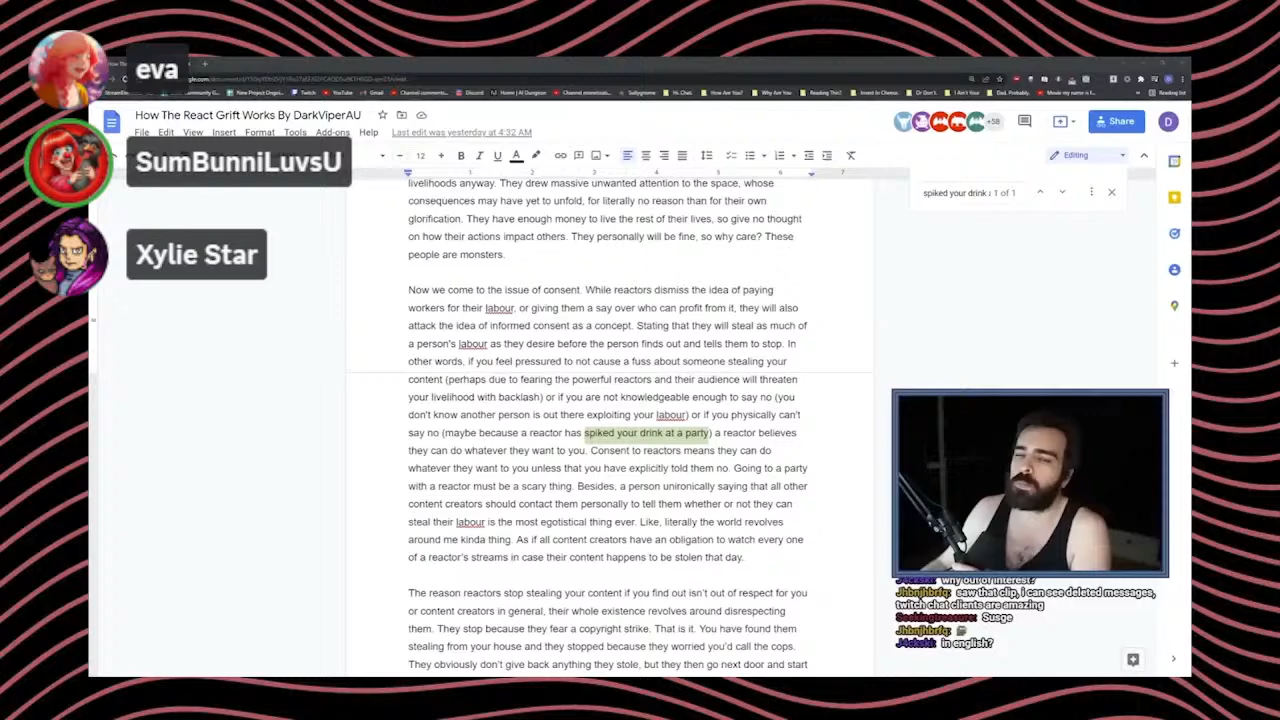 eva
SumBunniLuvsU
Xylie Star
How The React Grift Works By DarkViperAU
File Edit View Insert Format Tools Add-ons Help Last edit was yesterday at 4:32 AM
+58
Share
D
12
Editing
1 2 3 4 5 6 7
spiked your drink a 1 of 1
livelihoods anyway. They drew massive unwanted attention to the space, whose
consequences may have yet to unfold, for literally no reason than for their own
glorification. They have enough money to live the rest of their lives, so give no thought
on how their actions impact others. They personally will be fine, so why care? These
people are monsters.
Now we come to the issue of consent. While reactors dismiss the idea of paying
workers for their labour, or giving them a say over who can profit from it, they will also
attack the idea of informed consent as a concept. Stating that they will steal as much of
a person's labour as they desire before the person finds out and tells them to stop. In
other words, if you feel pressured to not cause a fuss about someone stealing your
content (perhaps due to fearing the powerful reactors and their audience will threaten
your livelihood with backlash) or if you are not knowledgeable enough to say no (you
don't know another person is out there exploiting your labour) or if you physically can't
say no (maybe because a reactor has spiked your drink at a party) a reactor believes
they can do whatever they want to you. Consent to reactors means they can do
whatever they want to you unless that you have explicitly told them no. Going to a party
with a reactor must be a scary thing. Besides, a person unironically saying that all other
content creators should contact them personally to tell them whether or not they can
steal their labour is the most egotistical thing ever. Like, literally the world revolves
around me kinda thing. As if all content creators have an obligation to watch every one
of a reactor's streams in case their content happens to be stolen that day.
The reason reactors stop stealing your content if you find out isn't out of respect for you
or content creators in general, their whole existence revolves around disrespecting
them. They stop because they fear a copyright strike. That is it. You have found them
stealing from your house and they stopped because they worried you'd call the cops.
They obviously don't give back anything they stole, but they then go next door and start
J4ckski: why out of interest?
Jhbnjhbrfq: saw that clip, i can see deleted messages,
twitch chat clients are amazing
Seekingtreasure: Susge
Jhbnjhbrfq:
J4ckski: in english?